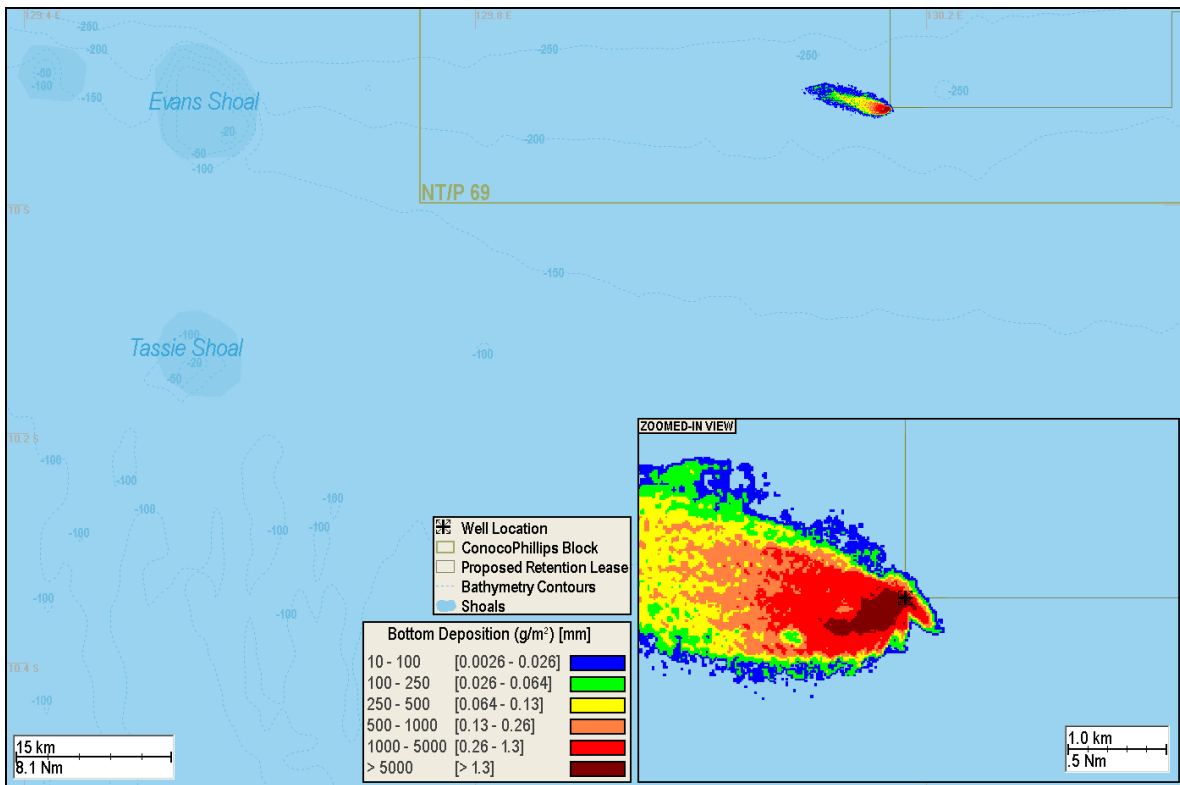 129.4 E
129.8 E
130.2 E
-250
-200
-250
-250
-250
-50
-100
-150
Evans Shoal
-20
-50
-100
-200
NT/P 69
10 S
-150
-100
Tassie Shoal
-20
-50
-100
10.2 S
-100
-100
-100
-100
-100
-100
-100
10.4 S
-100
ZOOMED-IN VIEW
Well Location
ConocoPhillips Block
Proposed Retention Lease
Bathymetry Contours
Shoals
Bottom Deposition (g/m²) [mm]
10 - 100 [0.0026 - 0.026]
100 - 250 [0.026 - 0.064]
250 - 500 [0.064 - 0.13]
500 - 1000 [0.13 - 0.26]
1000 - 5000 [0.26 - 1.3]
> 5000 [> 1.3]
15 km
8.1 Nm
1.0 km
.5 Nm